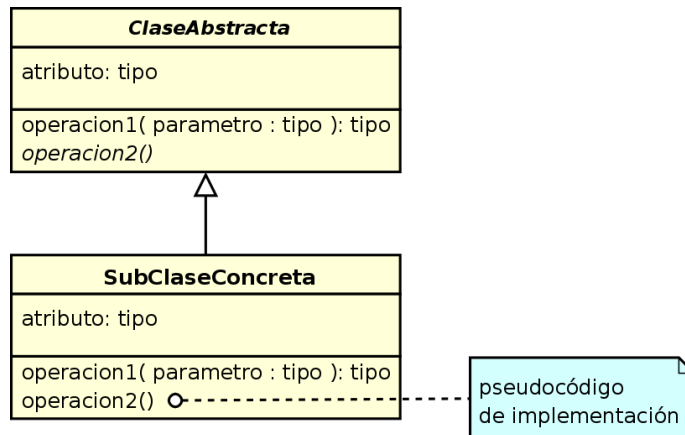 ClaseAbstracta
atributo: tipo
operacion1( parametro : tipo ): tipo
operacion2()
SubClaseConcreta
atributo: tipo
operacion1( parametro : tipo ): tipo
operacion2()
pseudocódigo
de implementación